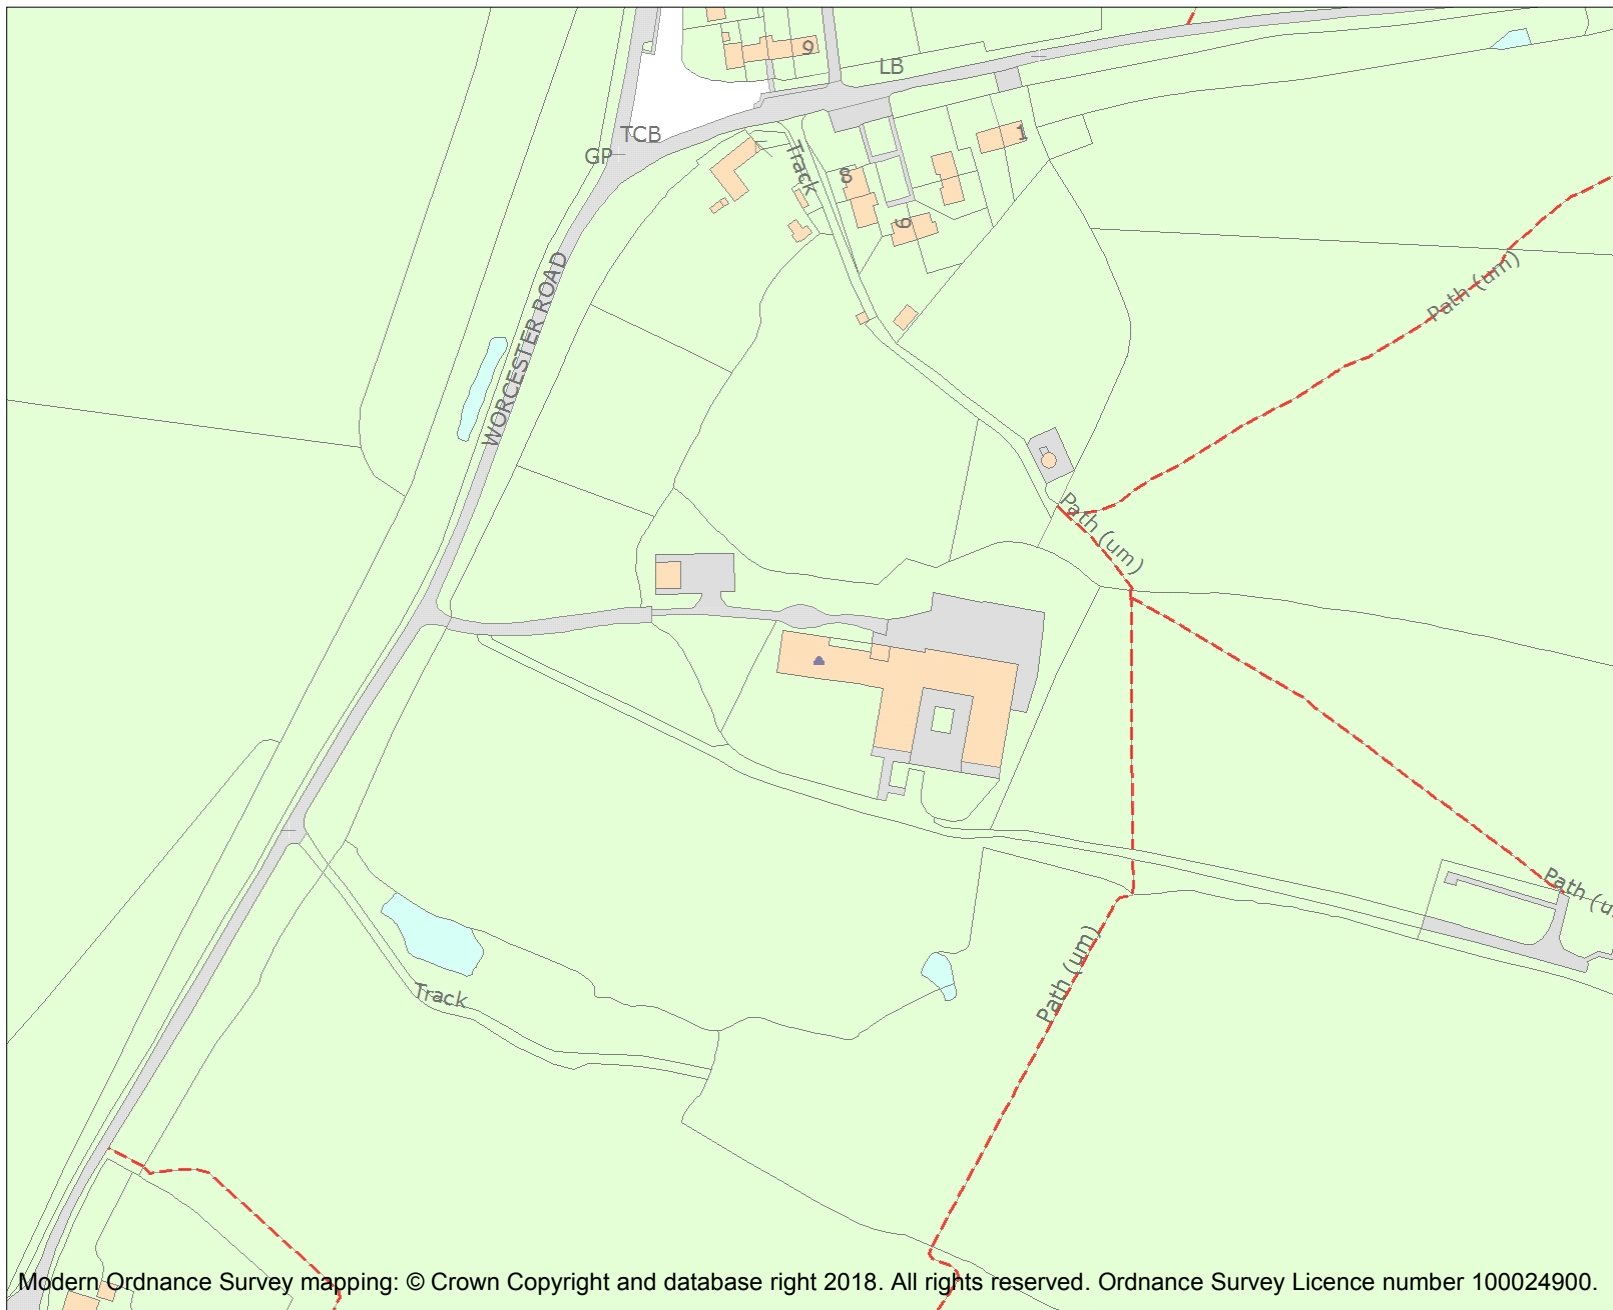 9
LB
TCB
GP
Track
1
8
6
WORCESTER ROAD
Path (um)
Path (um)
Path (u
Path (um)
Track
Modern Ordnance Survey mapping: © Crown Copyright and database right 2018. All rights reserved. Ordnance Survey Licence number 100024900.